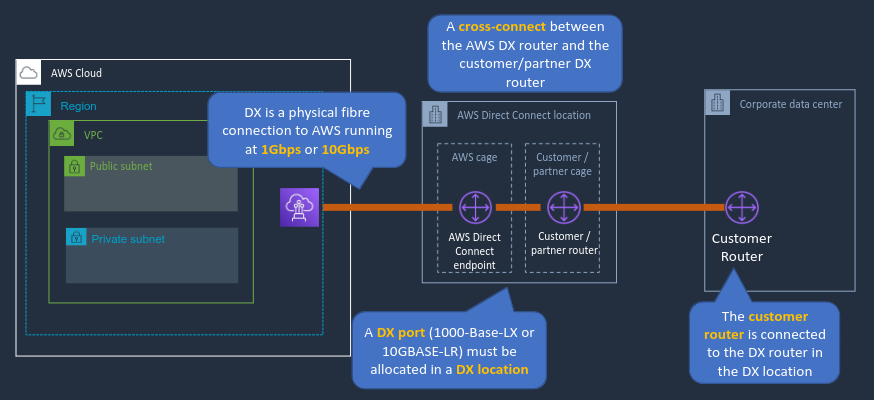 A cross-connect between
the AWS DX router and the
customer/partner DX
router
AWS Cloud
Region
DX is a physical fibre
connection to AWS running
at 1Gbps or 10Gbps
VPC
Public subnet
Private subnet
AWS Direct Connect location
AWS cage
Customer /
partner cage
AWS Direct
Connect
endpoint
Customer /
partner router
Corporate data center
Customer
Router
A DX port (1000-Base-LX or
10GBASE-LR) must be
allocated in a DX location
The customer
router is connected
to the DX router in
the DX location